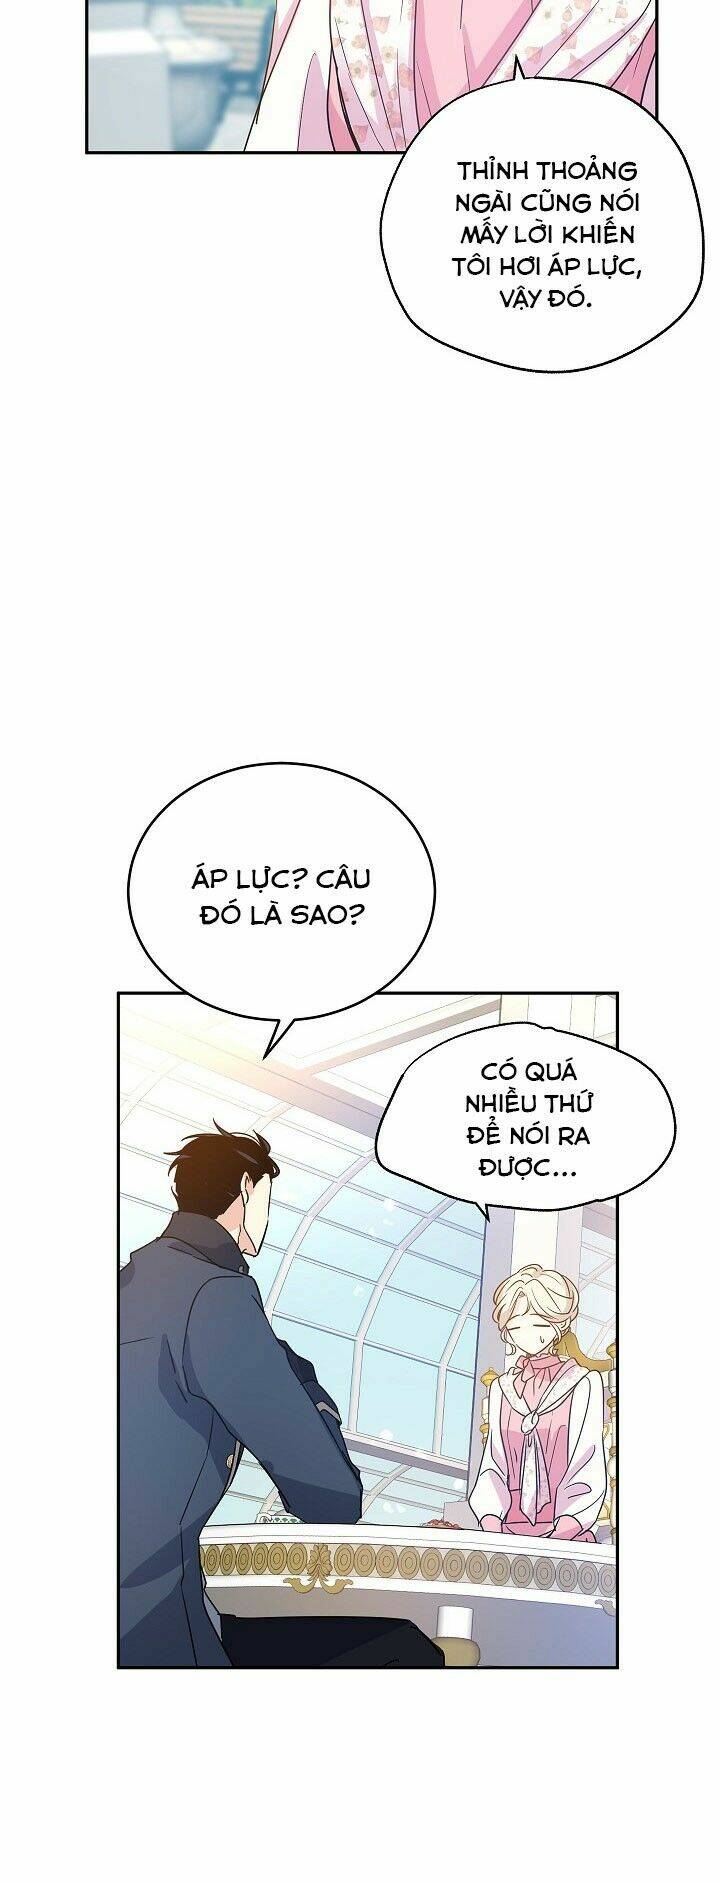 THỈNH THOẢNG
NGÀI CŨNG NÓI
MẤY LỜI KHIẾN
TÔI HƠI ÁP LỰC,
VẬY ĐÓ.
ÁP LỰC? CÂU
ĐÓ LÀ SAO?
CÓ QUÁ
NHIỀU THỨ
ĐỂ NÓI RA
ĐƯỢC...